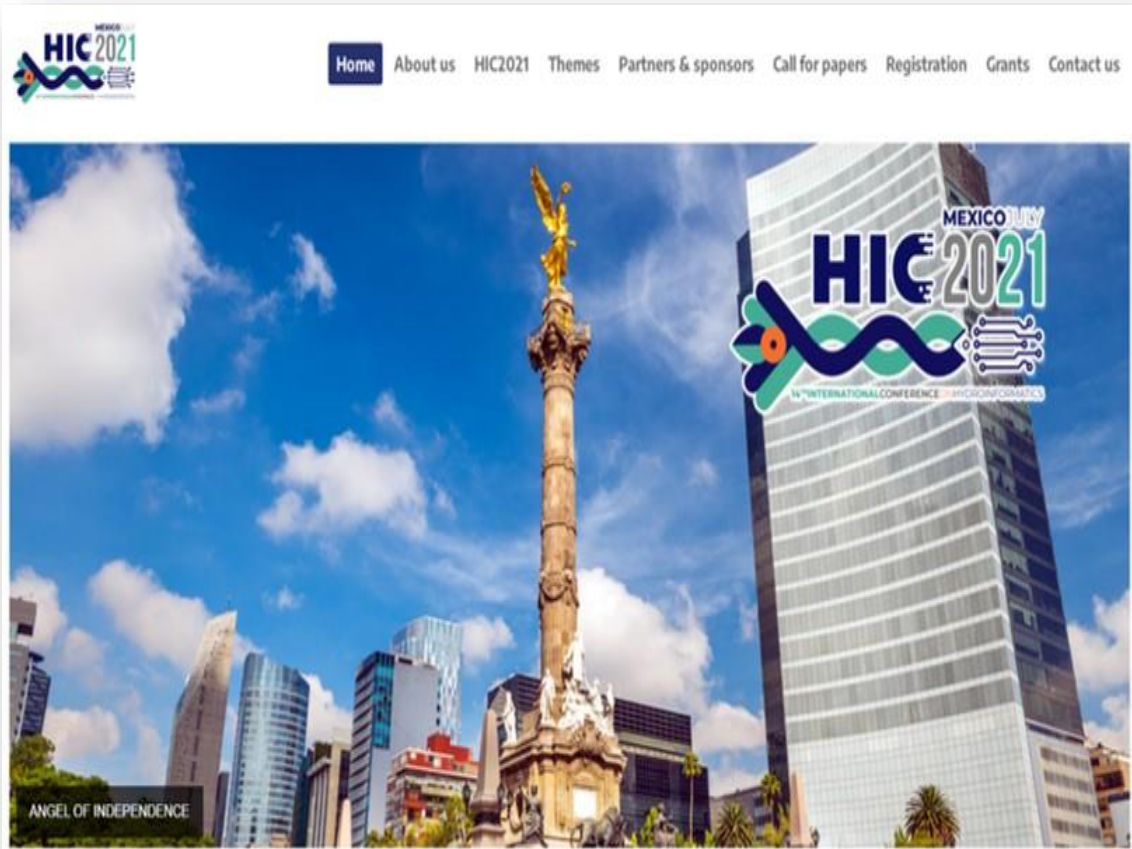 MEXICO JULY
HIC 2021
Home About us HIC2021 Themes Partners & sponsors Call for papers Registration Grants Contact us
MEXICO JULY
HIC 2021
14TH INTERNATIONAL CONFERENCE ON HYDROINFORMATICS
ANGEL OF INDEPENDENCE